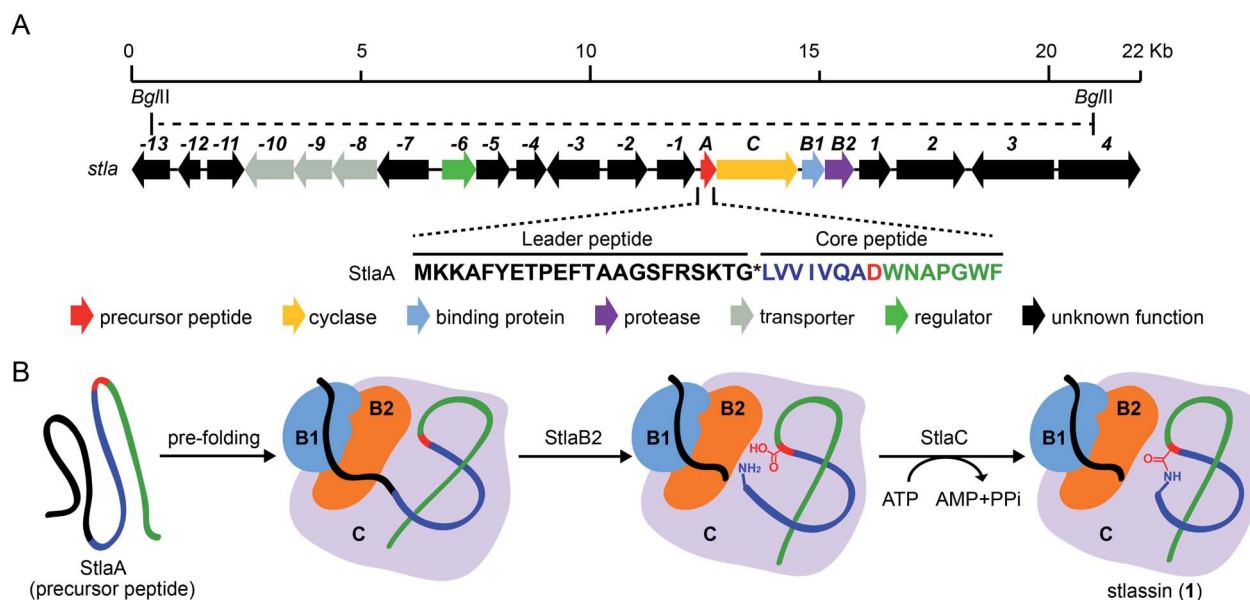 A
0 5 10 15 20 22 Kb
BglII BglII
-13 -12 -11 -10 -9 -8 -7 -6 -5 -4 -3 -2 -1 A C B1 B2 1 2 3 4
stla
Leader peptide Core peptide
StlaA MKKAFYETPEFTAAGSFRSKTG*LVVIVQADWNAPGWF
precursor peptide cyclase binding protein protease transporter regulator unknown function
B
B1 B2 C
pre-folding
B1 B2 C
StlaB2
HO O NH2
B1 B2 C
StlaC
ATP AMP+PPi
O NH
StlaA
(precursor peptide)
stlassin (1)